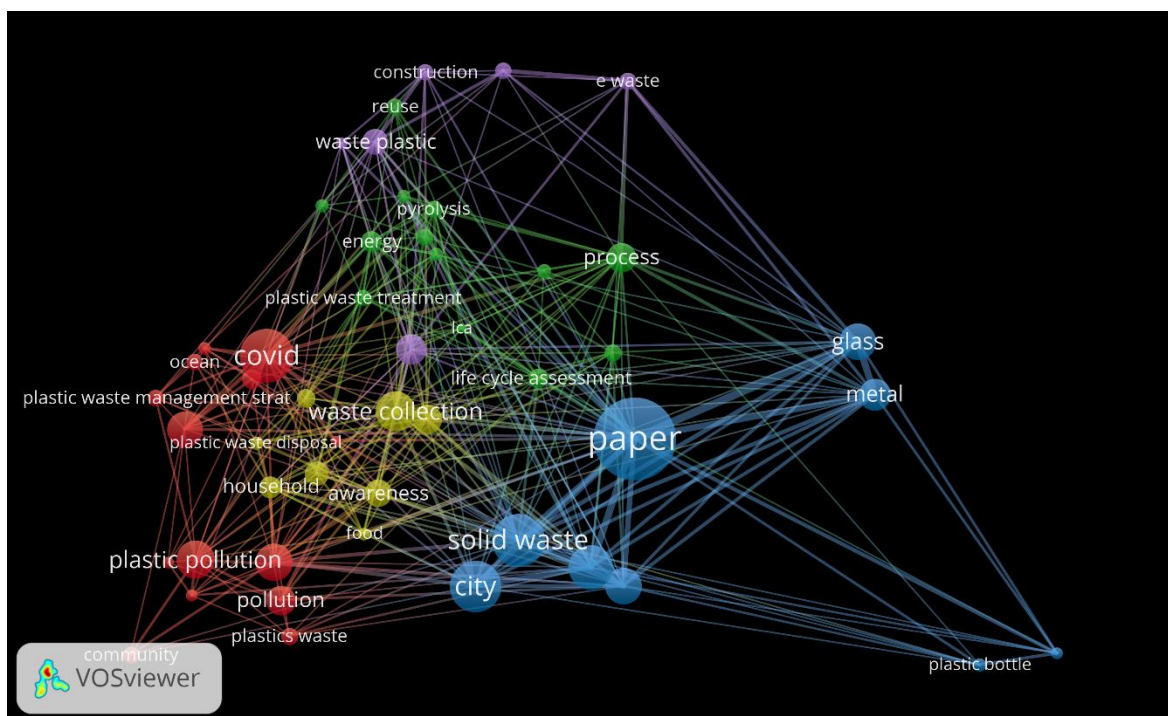 construction
e waste
reuse
waste plastic
pyrolysis
energy
process
plastic waste treatment
lca
glass
covid
ocean
life cycle assessment
metal
plastic waste management strat
waste collection
paper
plastic waste disposal
household
awareness
food
solid waste
plastic pollution
city
pollution
plastics waste
community
plastic bottle
VOSviewer